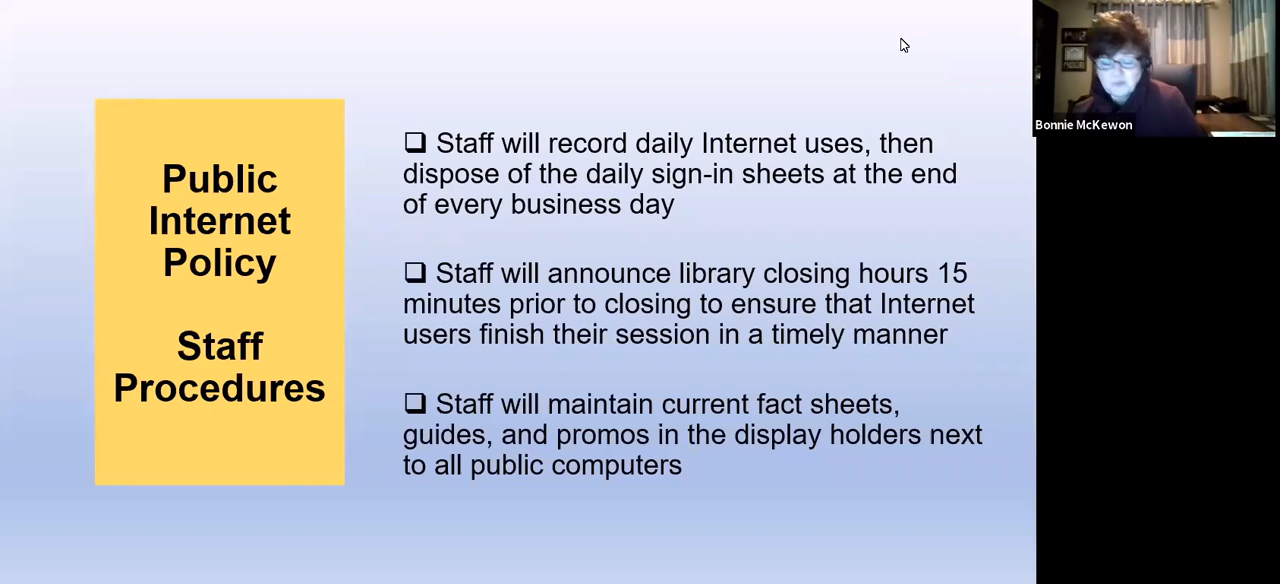 Public
Internet
Policy
Staff
Procedures
❑ Staff will record daily Internet uses, then
dispose of the daily sign-in sheets at the end
of every business day
❑ Staff will announce library closing hours 15
minutes prior to closing to ensure that Internet
users finish their session in a timely manner
❑ Staff will maintain current fact sheets,
guides, and promos in the display holders next
to all public computers
Bonnie McKewon